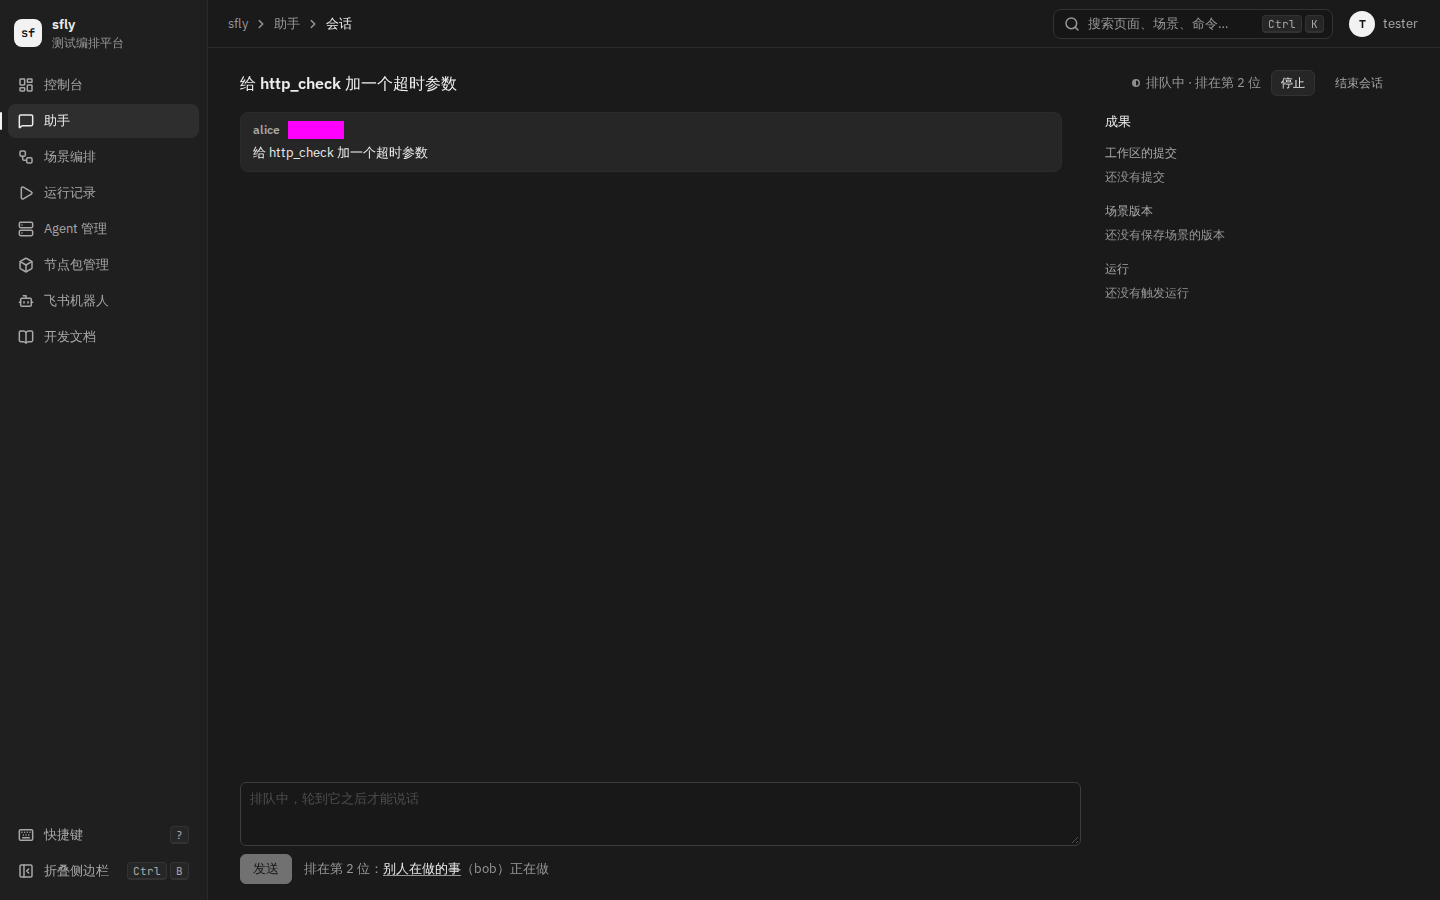 sf
sfly
测试编排平台
控制台
助手
场景编排
运行记录
Agent 管理
节点包管理
飞书机器人
开发文档
快捷键 ?
折叠侧边栏 Ctrl B
sfly > 助手 > 会话
搜索页面、场景、命令... Ctrl K
T tester
给 http_check 加一个超时参数
排队中 · 排在第 2 位 停止 结束会话
alice
给 http_check 加一个超时参数
成果
工作区的提交
还没有提交
场景版本
还没有保存场景的版本
运行
还没有触发运行
排队中，轮到它之后才能说话
发送 排在第 2 位：别人在做的事（bob）正在做